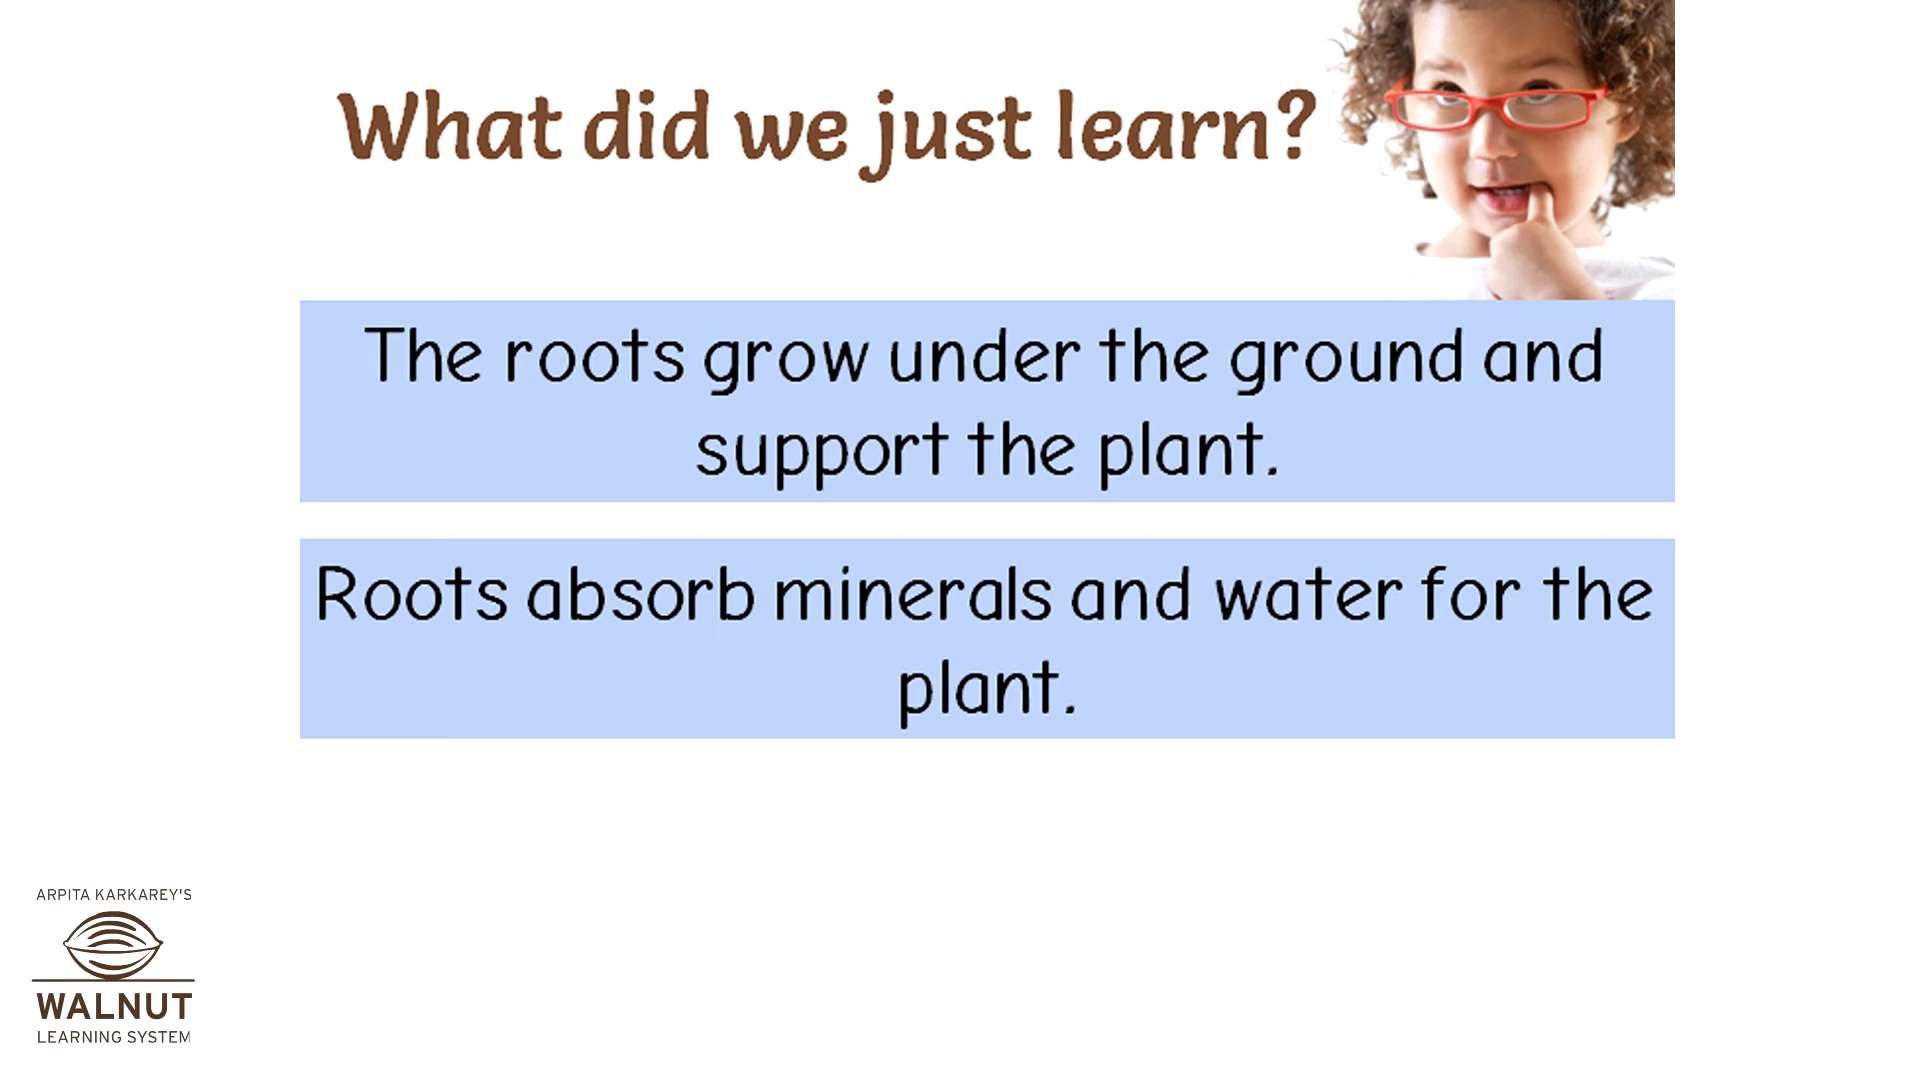 What did we just learn?
The roots grow under the ground and
support the plant.
Roots absorb minerals and water for the
plant.
ARPITA KARKAREY'S
WALNUT
LEARNING SYSTEM